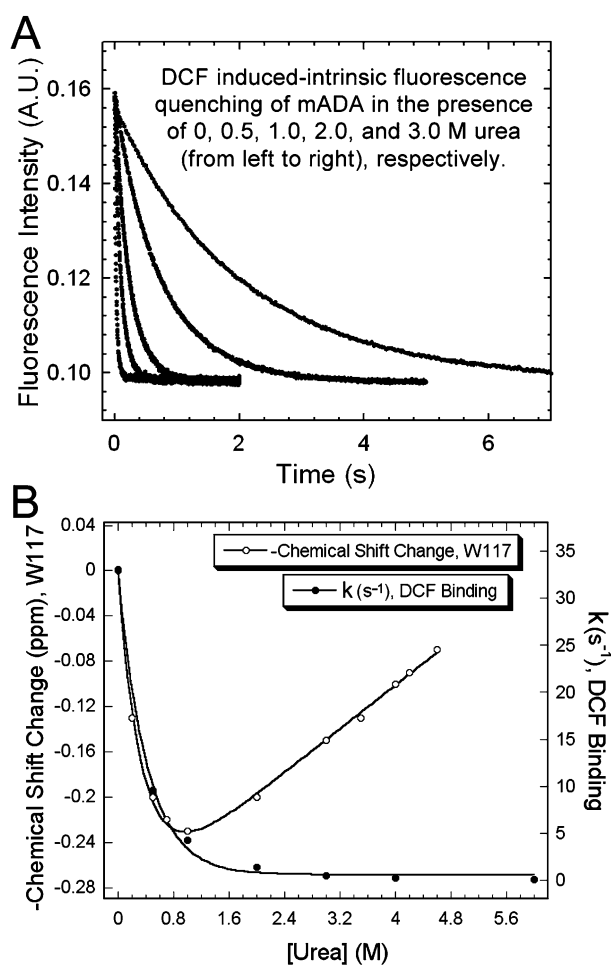 A
Fluorescence Intensity (A.U.)
0.16
0.14
0.12
0.10
DCF induced-intrinsic fluorescence
quenching of mADA in the presence
of 0, 0.5, 1.0, 2.0, and 3.0 M urea
(from left to right), respectively.
0 2 4 6
Time (s)
B
-Chemical Shift Change (ppm), W117
0.04
0
-0.04
-0.08
-0.12
-0.16
-0.2
-0.24
-0.28
-Chemical Shift Change, W117
k (s⁻¹), DCF Binding
35
30
25
20
15
10
5
0
k (s⁻¹), DCF Binding
0 0.8 1.6 2.4 3.2 4 4.8 5.6
[Urea] (M)